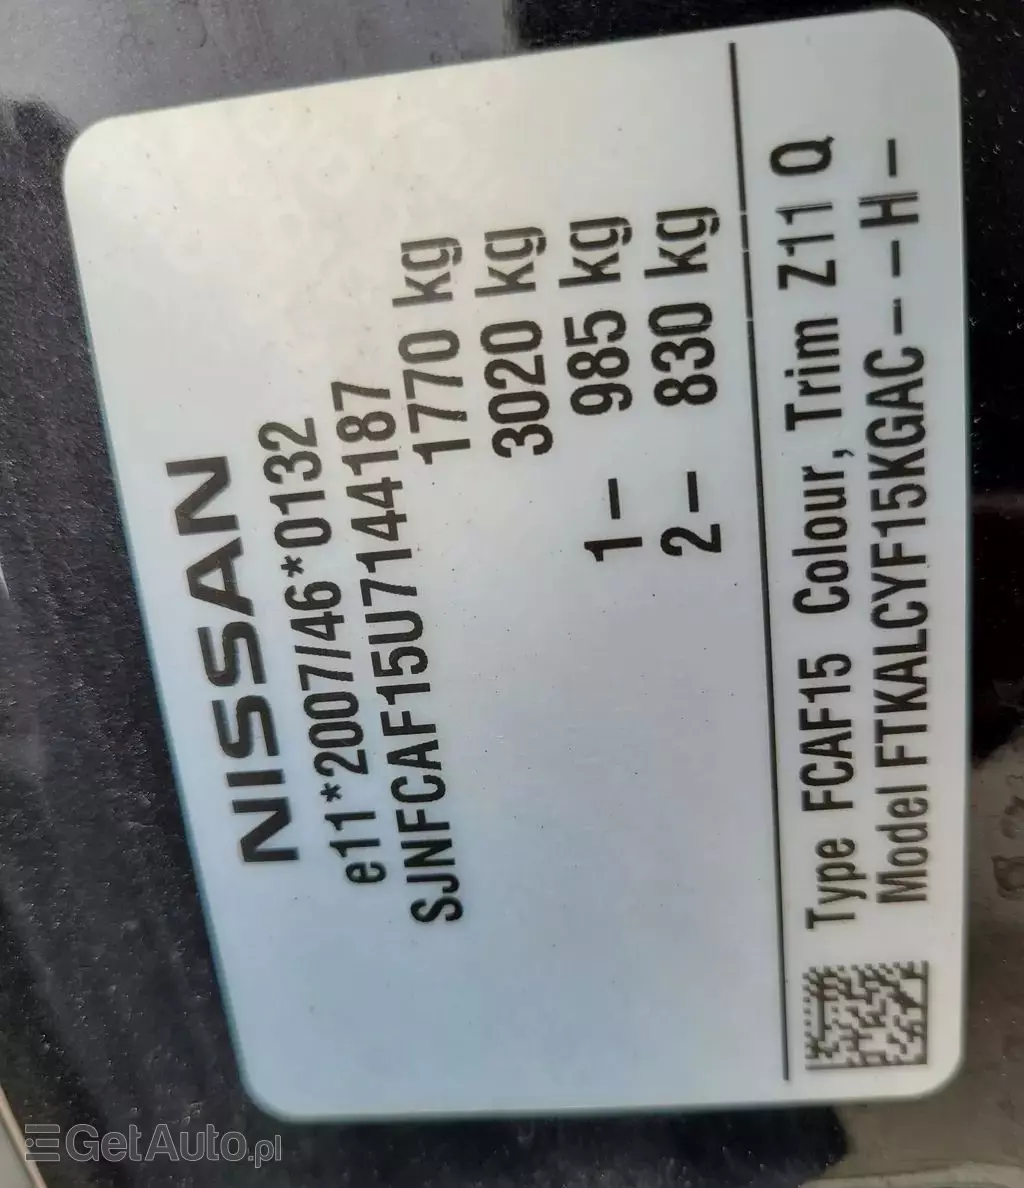 NISSAN
e11*2007/46*0132
SJNFCAF15U7144187
1770 kg
3020 kg
1- 985 kg
2- 830 kg
Type FCAF15 Colour, Trim Z11 Q
Model FTKALCYF15KGAC---H-
GetAuto.pl